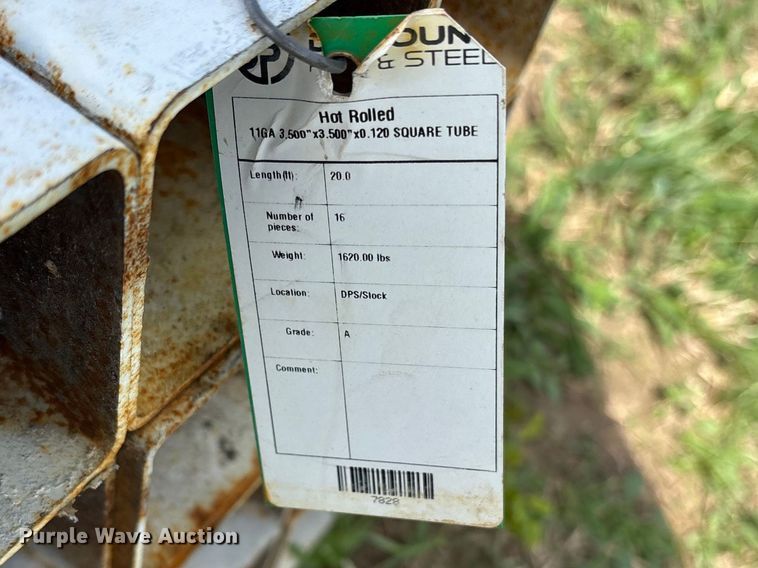 & STEEL
Hot Rolled
11GA 3.500"x3.500"x0.120 SQUARE TUBE
Length(ft): 20.0
Number of pieces: 16
Weight: 1620.00 lbs
Location: DPS/Stock
Grade: A
Comment:
7828
Purple Wave Auction